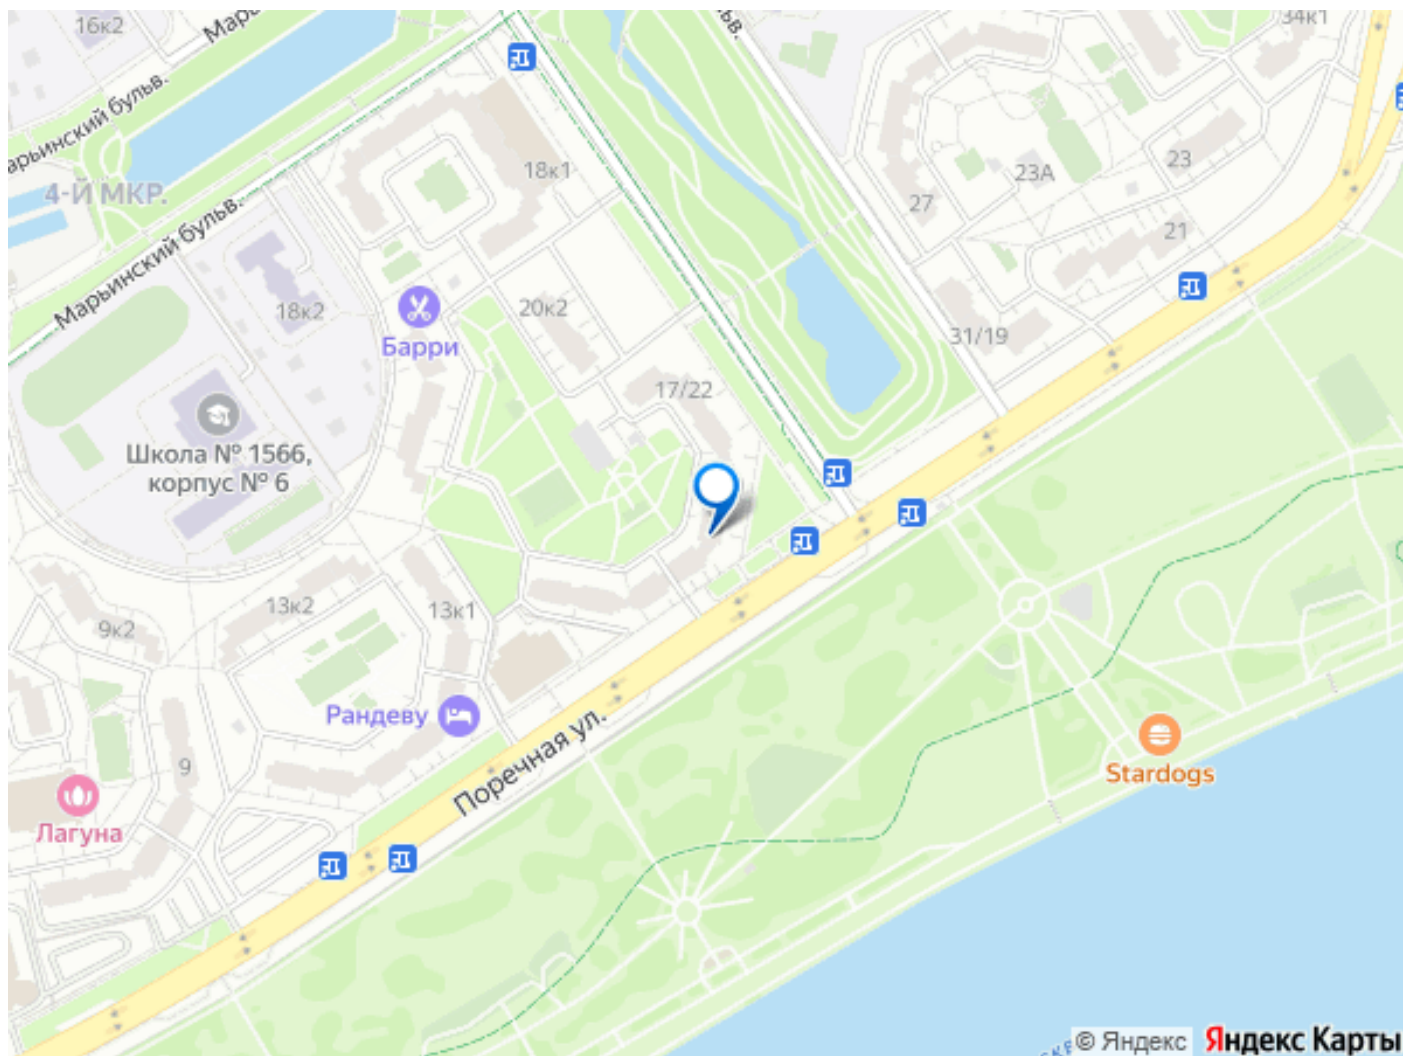 16к2
34к1
Марьинский бульв.
18к1
23А
23
4-Й МКР.
27
21
Марьинский бульв.
18к2
20к2
31/19
Барри
17/22
Школа № 1566,
корпус № 6
13к2
13к1
9к2
Рандеву
Поречная ул.
9
Stardogs
Лагуна
© Яндекс
Яндекс Карты